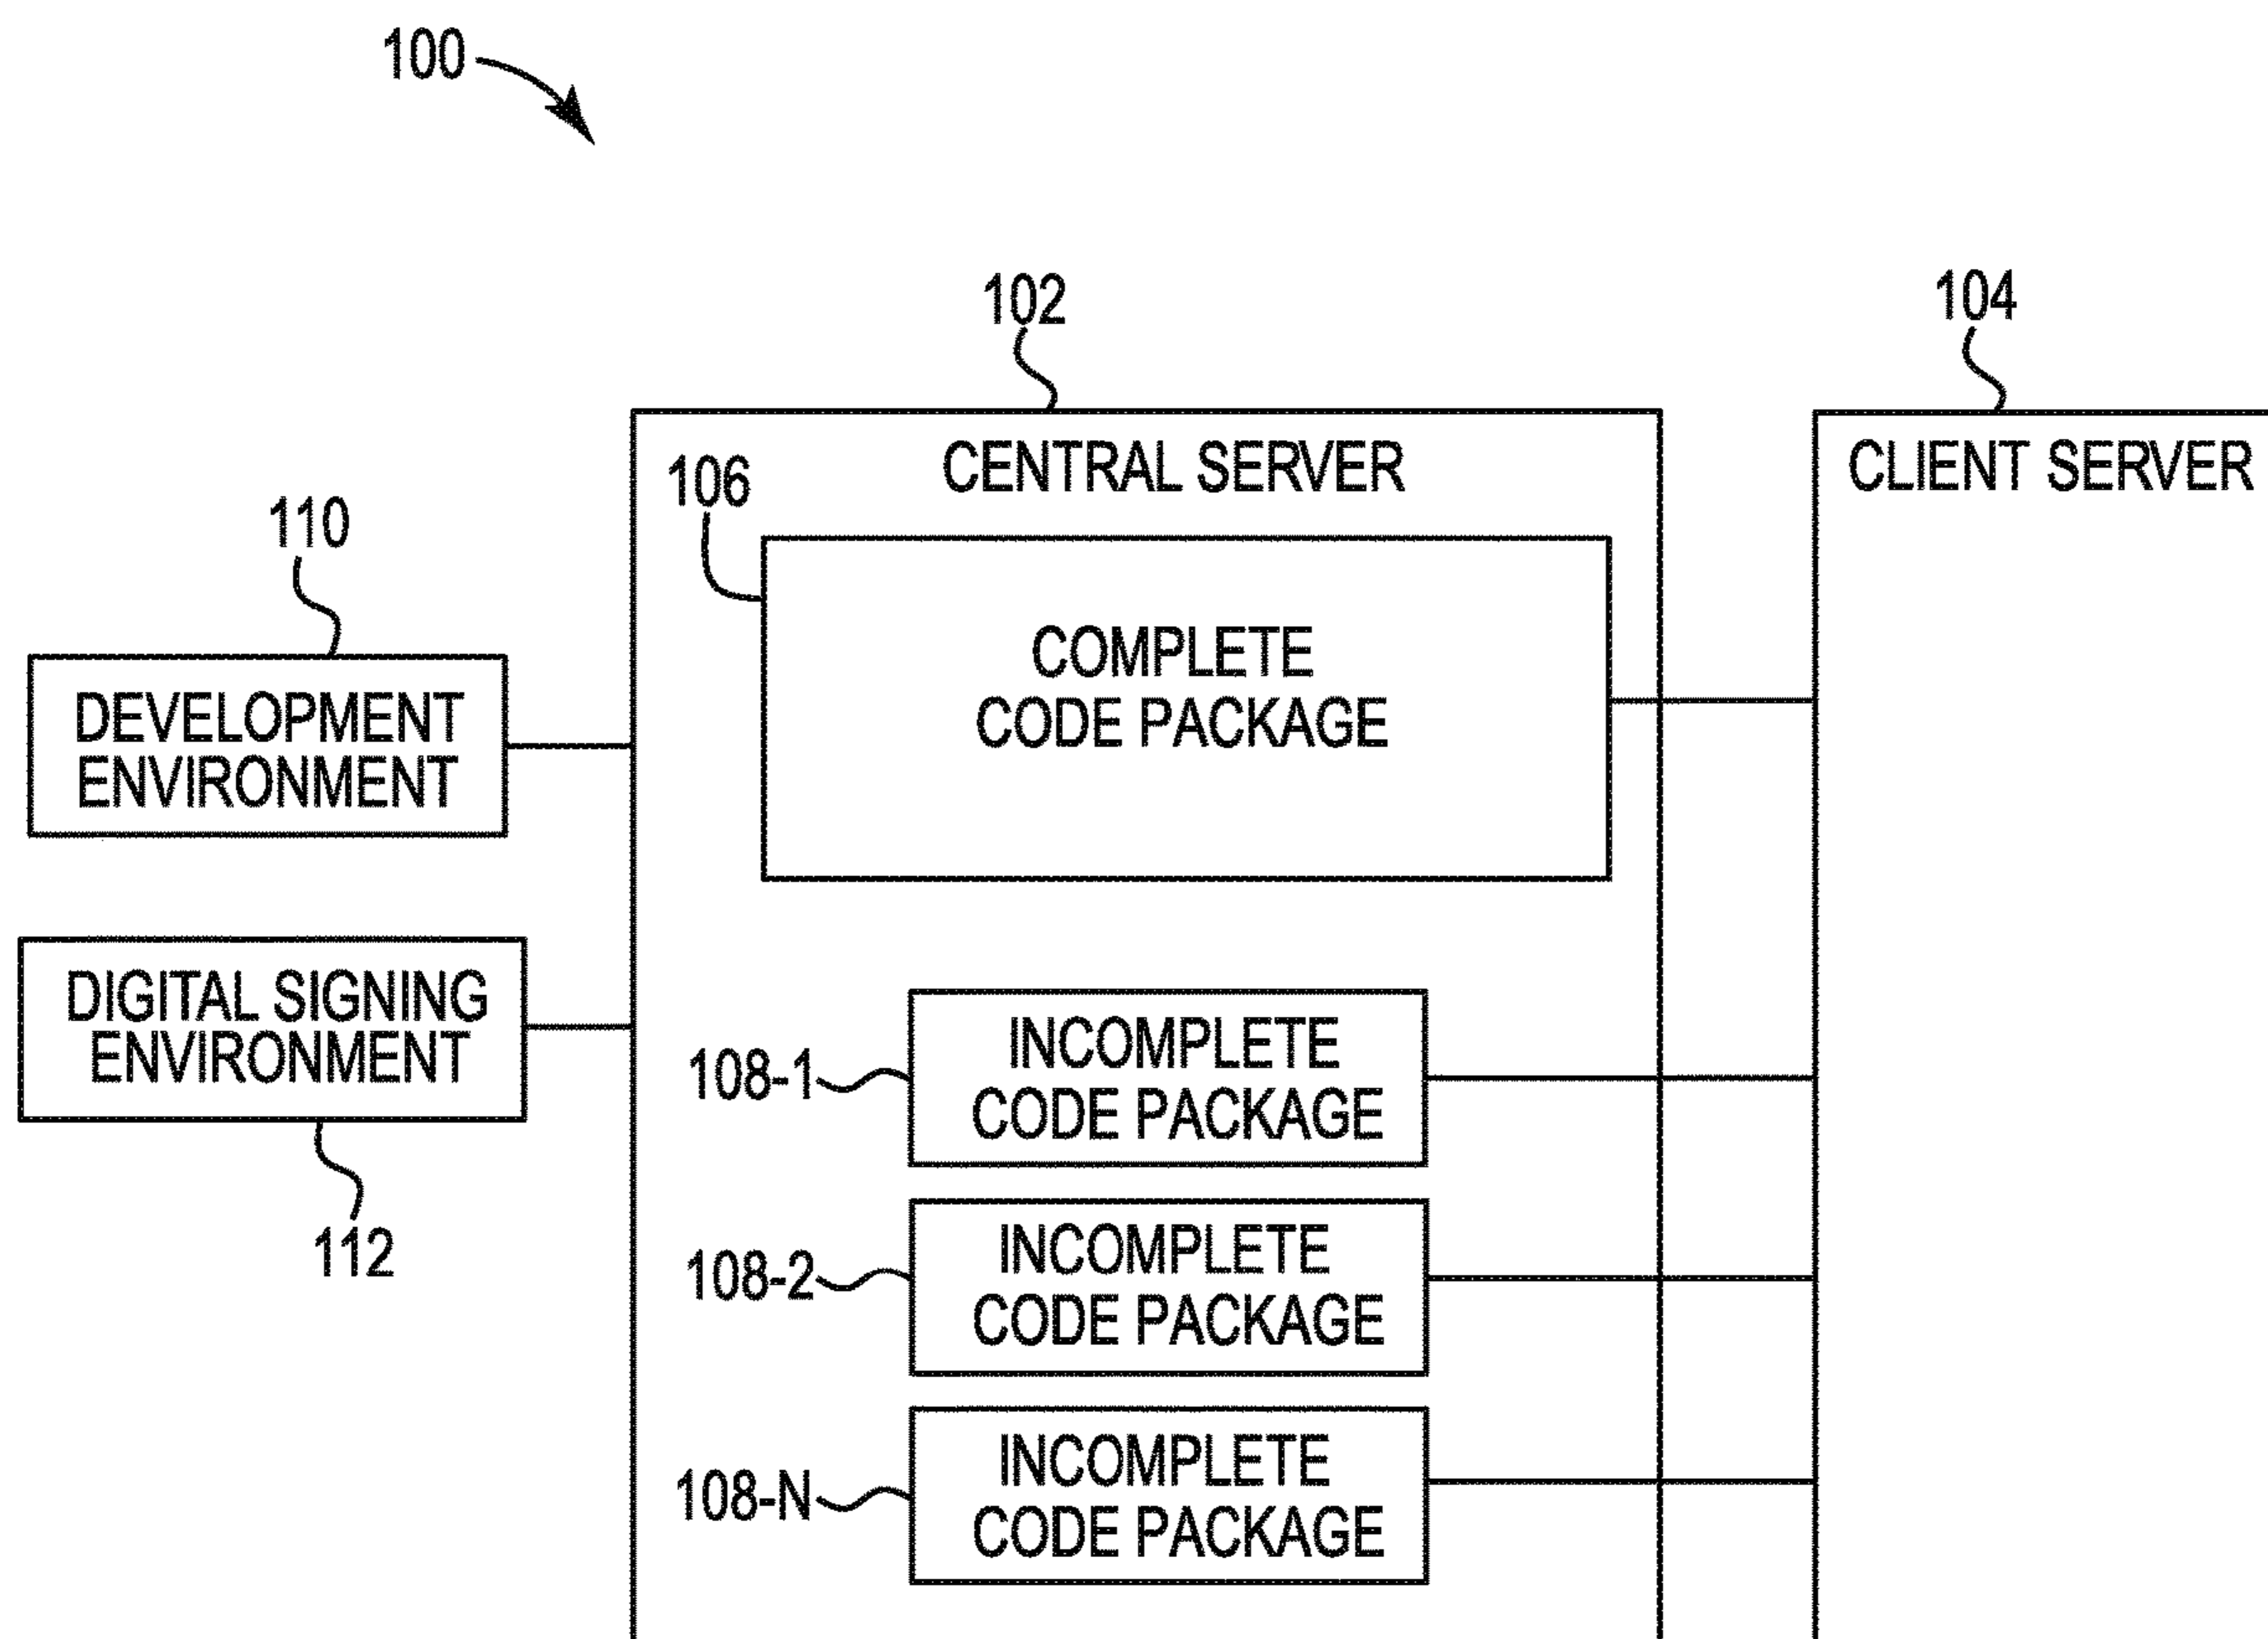 100
102
104
CENTRAL SERVER
CLIENT SERVER
106
110
COMPLETE
CODE PACKAGE
DEVELOPMENT
ENVIRONMENT
DIGITAL SIGNING
ENVIRONMENT
112
108-1
INCOMPLETE
CODE PACKAGE
108-2
INCOMPLETE
CODE PACKAGE
108-N
INCOMPLETE
CODE PACKAGE